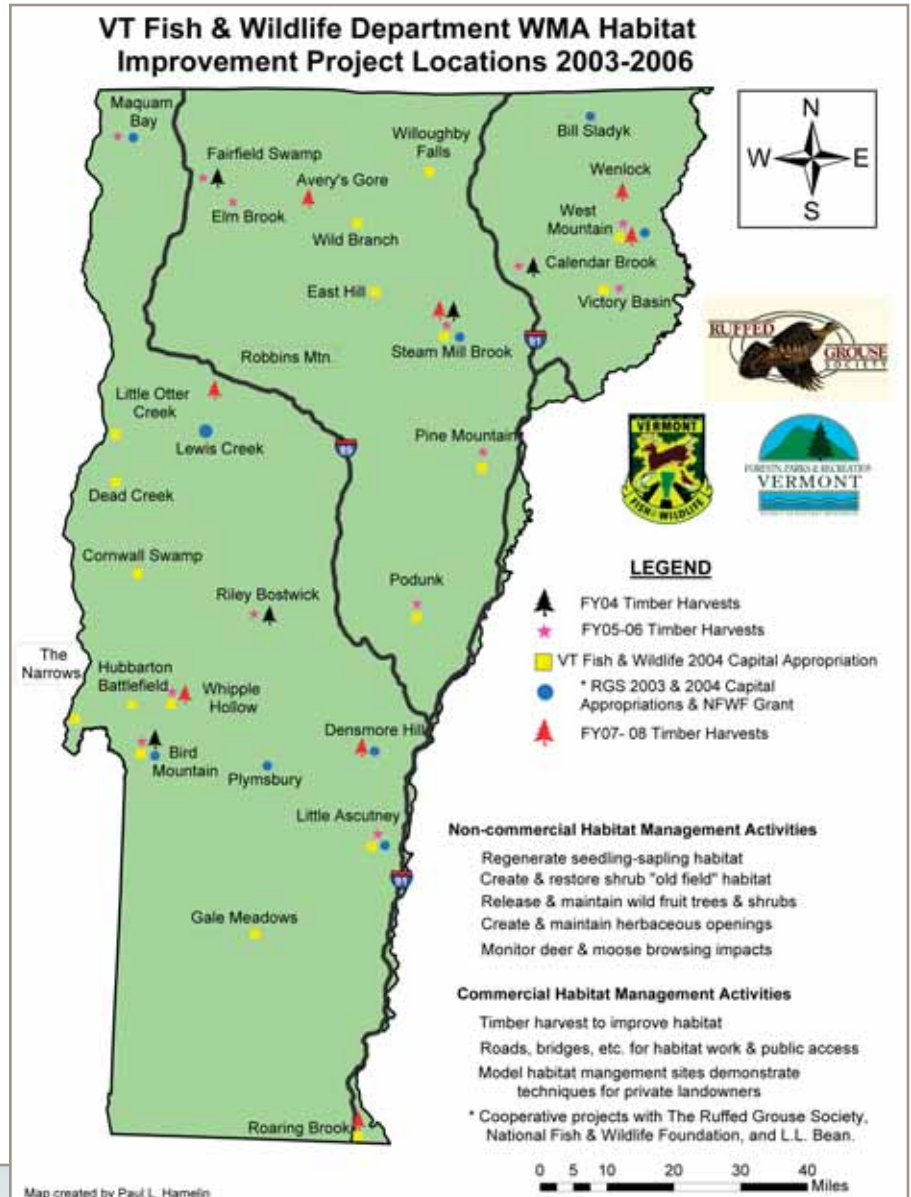 VT Fish & Wildlife Department WMA Habitat
Improvement Project Locations 2003-2006
Maquam
Bay
Fairfield Swamp
Elm Brook
Avery's Gore
Willoughby
Falls
Wild Branch
Bill Sladyk
Wenlock
West
Mountain
Calendar Brook
Victory Basin
East Hill
Steam Mill Brook
91
Robbins Mtn.
Little Otter
Creek
Lewis Creek
89
Pine Mountain
Dead Creek
Cornwall Swamp
Riley Bostwick
Podunk
The
Narrows
Hubbarton
Battlefield
Whipple
Hollow
Bird
Mountain
Plymsbury
Densmore Hill
Little Ascutney
91
Gale Meadows
Roaring Brook
N
W E
S
RUFFED
GROUSE
SOCIETY
VERMONT
FISH & WILDLIFE
FORESTS, PARKS & RECREATION
VERMONT
LEGEND
FY04 Timber Harvests
FY05-06 Timber Harvests
VT Fish & Wildlife 2004 Capital Appropriation
* RGS 2003 & 2004 Capital
Appropriations & NFWF Grant
FY07- 08 Timber Harvests
Non-commercial Habitat Management Activities
Regenerate seedling-sapling habitat
Create & restore shrub "old field" habitat
Release & maintain wild fruit trees & shrubs
Create & maintain herbaceous openings
Monitor deer & moose browsing impacts
Commercial Habitat Management Activities
Timber harvest to improve habitat
Roads, bridges, etc. for habitat work & public access
Model habitat mangement sites demonstrate
techniques for private landowners
* Cooperative projects with The Ruffed Grouse Society,
National Fish & Wildlife Foundation, and L.L. Bean.
0 5 10 20 30 40
Miles
Map created by Paul L. Hamelin